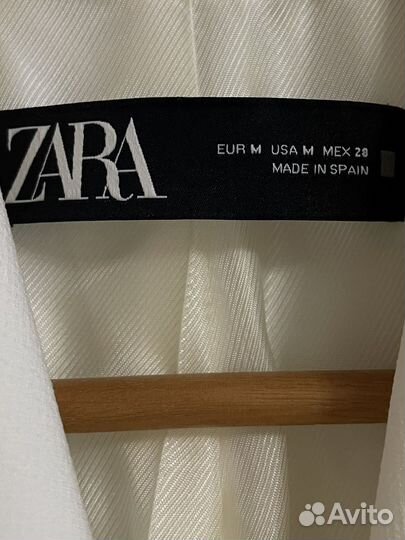 ZARA
EUR M USA M MEX 28
MADE IN SPAIN
Avito